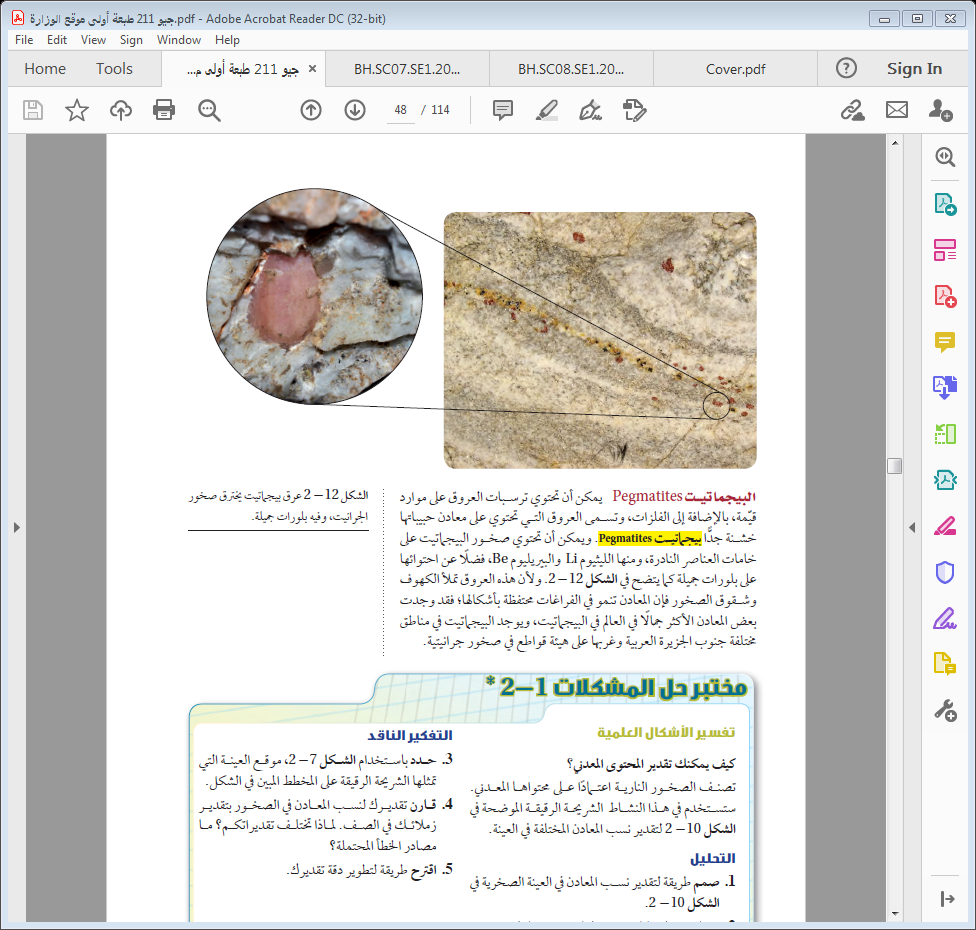 جيو 211 طبعة أولى موقع الوزارة.pdf - Adobe Acrobat Reader DC (32-bit)
File Edit View Sign Window Help
Home Tools جيو 211 طبعة أولى م... × BH.SC07.SE1.20... BH.SC08.SE1.20... Cover.pdf Sign In
48 / 114
البيجماتيت Pegmatites يمكن أن تحتوي ترسبات العروق على موارد
قيّمة، بالإضافة إلى الفلزات، وتسمى العروق التي تحتوي على معادن حبيباتها
خشنة جدًّا بيجماتيت Pegmatites. ويمكن أن تحتوي صخور البيجماتيت على
خامات العناصر النادرة، ومنها الليثيوم Li والبيريليوم Be، فضلًا عن احتوائها
على بلورات جميلة كما يتضح في الشكل 12–2. ولأن هذه العروق تملأ الكهوف
وشقوق الصخور فإن المعادن تنمو في الفراغات محتفظة بأشكالها؛ فقد وجدت
بعض المعادن الأكثر جمالًا في العالم في البيجماتيت، ويوجد البيجماتيت في مناطق
مختلفة جنوب الجزيرة العربية وغربها على هيئة قواطع في صخور جرانيتية.
الشكل 12–2 عرق بيجماتيت يخترق صخور
الجرانيت، وفيه بلورات جميلة.
مختبر حل المشكلات 1–2 *
تفسير الأشكال العلمية
كيف يمكنك تقدير المحتوى المعدني؟
تصنف الصخور النارية اعتمادًا على محتواها المعدني.
ستستخدم في هذا النشاط الشريحة الرقيقة الموضحة في
الشكل 10–2 لتقدير نسب المعادن المختلفة في العينة.
التحليل
1. صمم طريقة لتقدير نسب المعادن في العينة الصخرية في
الشكل 10–2.
التفكير الناقد
3. حدد باستخدام الشكل 7–2، موقع العينة التي
تمثلها الشريحة الرقيقة على المخطط المبين في الشكل.
4. قارن تقديرك لنسب المعادن في الصخور بتقدير
زملائك في الصف. لماذا تختلف تقديراتكم؟ ما
مصادر الخطأ المحتملة؟
5. اقترح طريقة لتطوير دقة تقديرك.